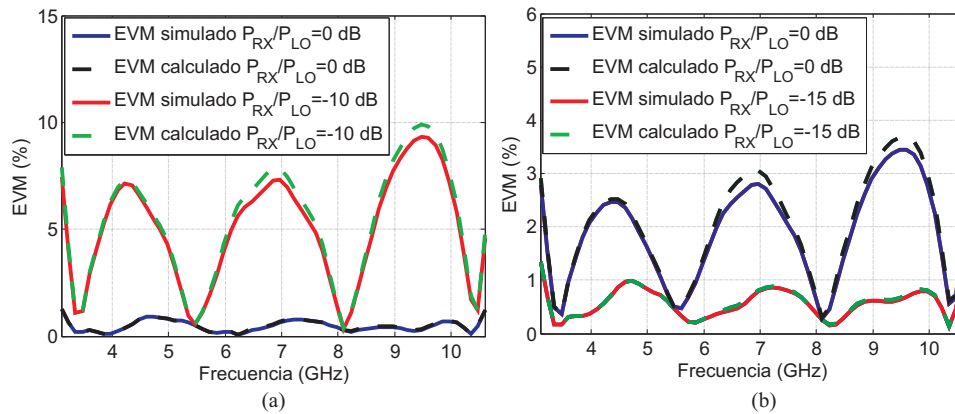 15
10
5
0
EVM (%)
EVM simulado P_RX/P_LO=0 dB
EVM calculado P_RX/P_LO=0 dB
EVM simulado P_RX/P_LO=-10 dB
EVM calculado P_RX/P_LO=-10 dB
4 5 6 7 8 9 10
Frecuencia (GHz)
(a)
6
5
4
3
2
1
0
EVM (%)
EVM simulado P_RX/P_LO=0 dB
EVM calculado P_RX/P_LO=0 dB
EVM simulado P_RX/P_LO=-15 dB
EVM calculado P_RX/P_LO=-15 dB
4 5 6 7 8 9 10
Frecuencia (GHz)
(b)